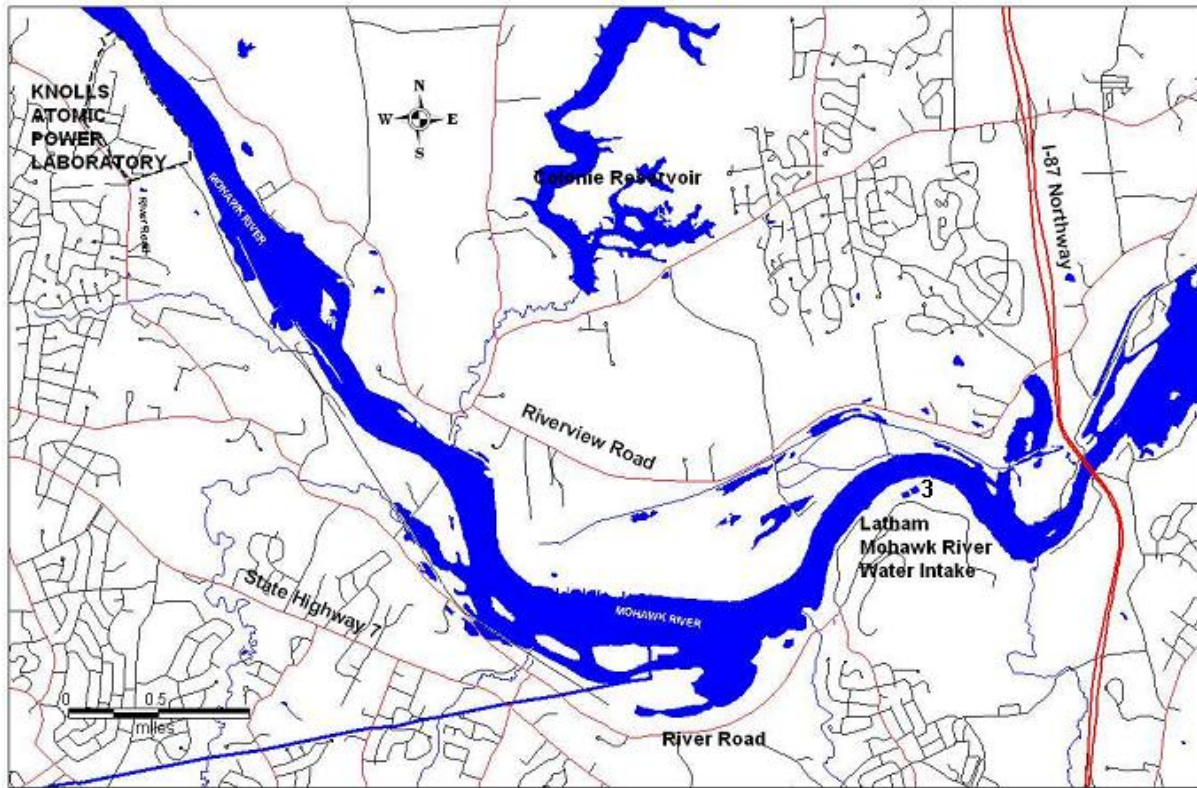 KNOLLS
ATOMIC
POWER
LABORATORY
N
W E
S
Colonie Reservoir
I-87 Northway
MOHAWK RIVER
River Road
Riverview Road
3
Latham
Mohawk River
Water Intake
State Highway 7
MOHAWK RIVER
0 0.5
miles
River Road